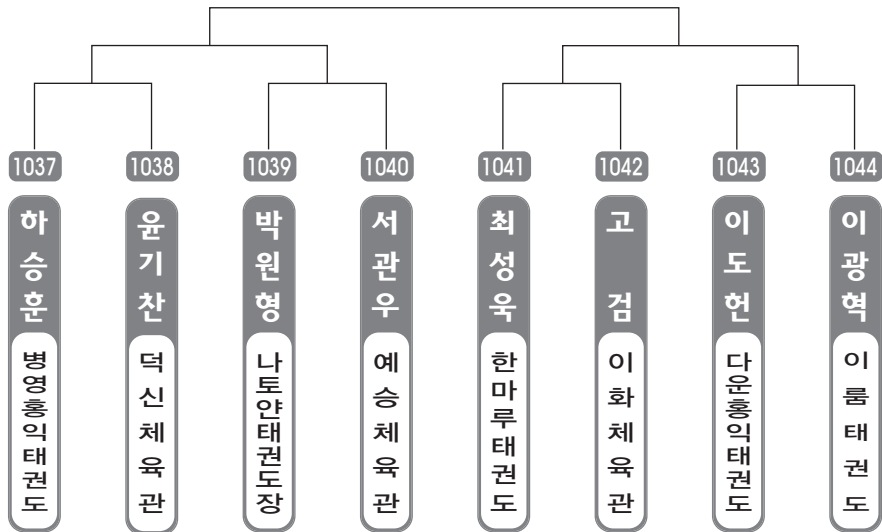 1037
1038
1039
1040
1041
1042
1043
1044
하승훈
윤기찬
박원형
서관우
최성욱
고검
이도헌
이광혁
병영홍익태권도
덕신체육관
나토얀태권도장
예승체육관
한마루태권도
이화체육관
다운홍익태권도
이룸태권도